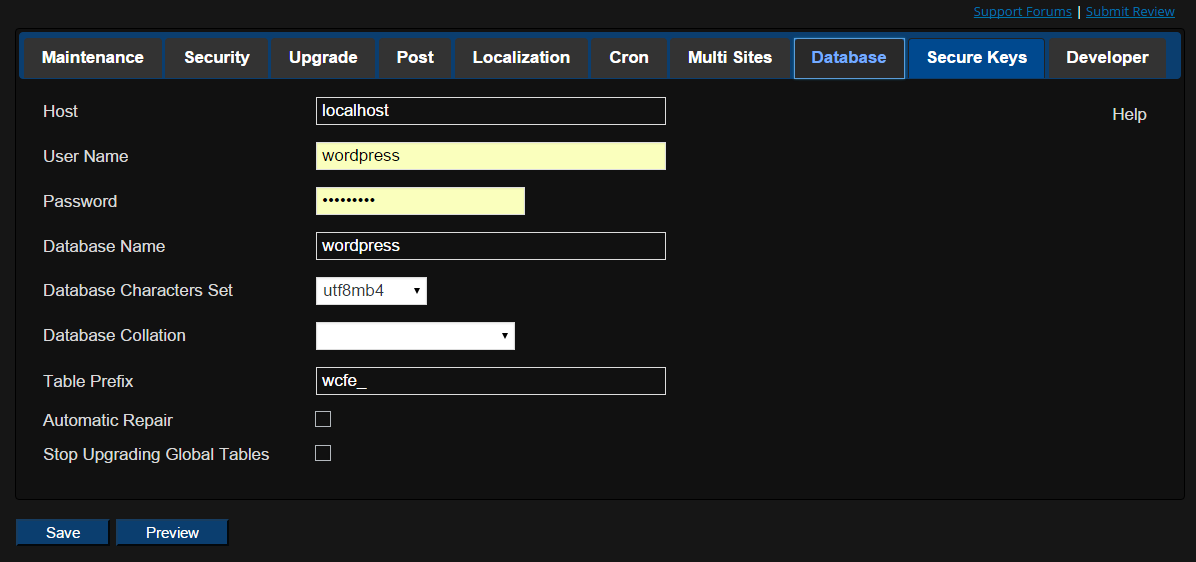 Support Forums | Submit Review
Maintenance Security Upgrade Post Localization Cron Multi Sites Database Secure Keys Developer
Host localhost Help
User Name wordpress
Password •••••••••
Database Name wordpress
Database Characters Set utf8mb4
Database Collation
Table Prefix wcfe_
Automatic Repair
Stop Upgrading Global Tables
Save Preview